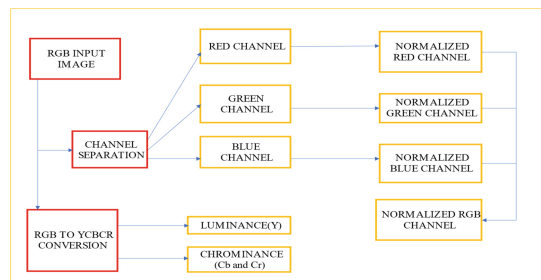 RGB INPUT
IMAGE
RED CHANNEL
NORMALIZED
RED CHANNEL
GREEN
CHANNEL
NORMALIZED
GREEN CHANNEL
CHANNEL
SEPARATION
BLUE
CHANNEL
NORMALIZED
BLUE CHANNEL
NORMALIZED RGB
CHANNEL
RGB TO YCBCR
CONVERSION
LUMINANCE(Y)
CHROMINANCE
(Cb and Cr)